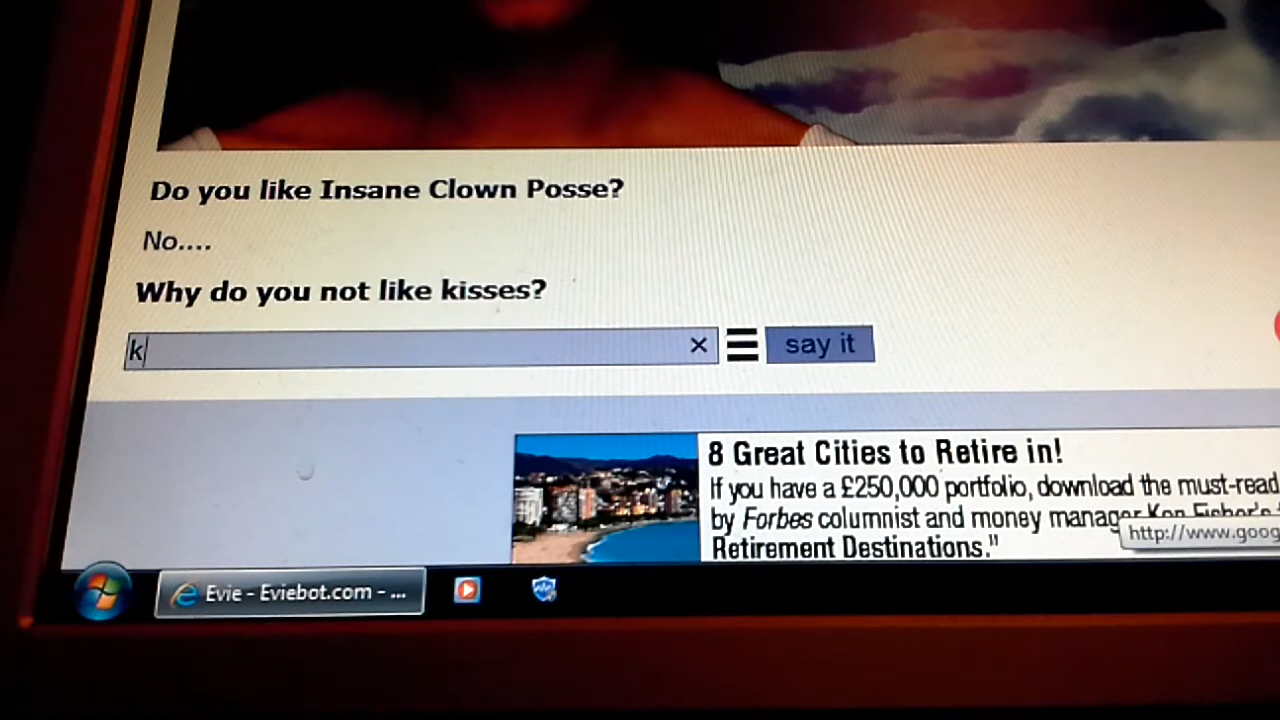 Do you like Insane Clown Posse?
No....
Why do you not like kisses?
k
say it
8 Great Cities to Retire in!
If you have a £250,000 portfolio, download the must-read
by Forbes columnist and money manager Ken Fisher's
http://www.goog
Retirement Destinations."
Evie - Eviebot.com - ...